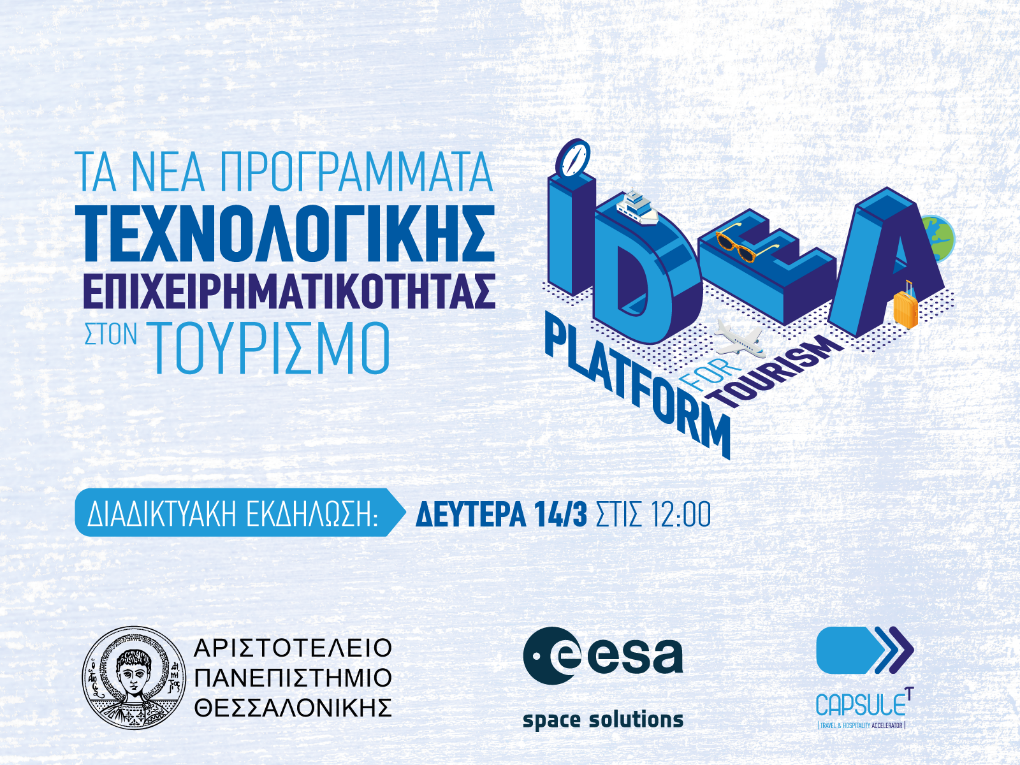 ΤΑ ΝΕΑ ΠΡΟΓΡΑΜΜΑΤΑ
ΤΕΧΝΟΛΟΓΙΚΗΣ
ΕΠΙΧΕΙΡΗΜΑΤΙΚΟΤΗΤΑΣ
ΣΤΟΝ ΤΟΥΡΙΣΜΟ
iDEA
PLATFORM
FOR
TOURISM
ΔΙΑΔΙΚΤΥΑΚΗ ΕΚΔΗΛΩΣΗ: ΔΕΥΤΕΡΑ 14/3 ΣΤΙΣ 12:00
ΑΡΙΣΤΟΤΕΛΕΙΟ
ΠΑΝΕΠΙΣΤΗΜΙΟ
ΘΕΣΣΑΛΟΝΙΚΗΣ
esa
space solutions
CAPSULE T
[ TRAVEL & HOSPITALITY ACCELERATOR ]